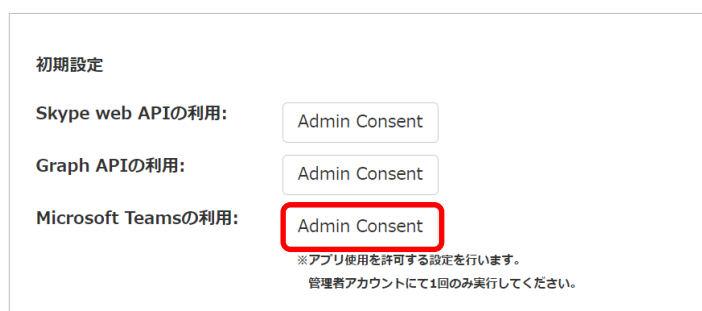 初期設定
Skype web APIの利用: Admin Consent
Graph APIの利用: Admin Consent
Microsoft Teamsの利用: Admin Consent
※アプリ使用を許可する設定を行います。
管理者アカウントにて1回のみ実行してください。